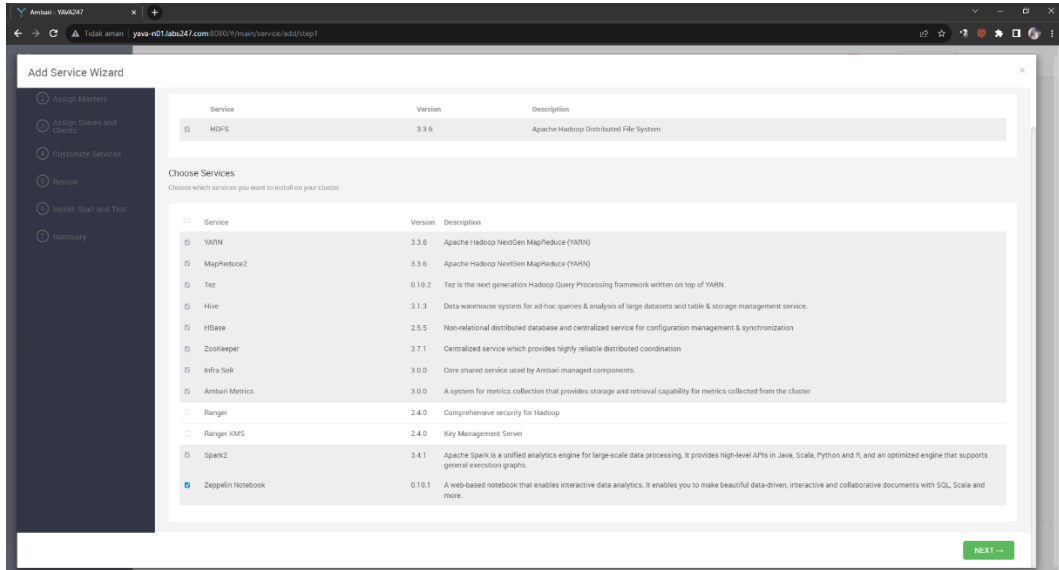 Ambari - YAVA247
Tidak aman yava-n01.labs247.com:8080/#/main/service/add/step1
Add Service Wizard
2 Assign Masters
3 Assign Slaves and
Clients
4 Customize Services
5 Review
6 Install, Start and Test
7 Summary
Service Version Description
HDFS 3.3.6 Apache Hadoop Distributed File System
Choose Services
Choose which services you want to install on your cluster.
Service Version Description
YARN 3.3.6 Apache Hadoop NextGen MapReduce (YARN)
MapReduce2 3.3.6 Apache Hadoop NextGen MapReduce (YARN)
Tez 0.10.2 Tez is the next generation Hadoop Query Processing framework written on top of YARN.
Hive 3.1.3 Data warehouse system for ad-hoc queries & analysis of large datasets and table & storage management service.
HBase 2.5.5 Non-relational distributed database and centralized service for configuration management & synchronization
ZooKeeper 3.7.1 Centralized service which provides highly reliable distributed coordination
Infra Solr 3.0.0 Core shared service used by Ambari managed components.
Ambari Metrics 3.0.0 A system for metrics collection that provides storage and retrieval capability for metrics collected from the cluster
Ranger 2.4.0 Comprehensive security for Hadoop
Ranger KMS 2.4.0 Key Management Server
Spark2 3.4.1 Apache Spark is a unified analytics engine for large-scale data processing. It provides high-level APIs in Java, Scala, Python and R, and an optimized engine that supports
general execution graphs.
Zeppelin Notebook 0.10.1 A web-based notebook that enables interactive data analytics. It enables you to make beautiful data-driven, interactive and collaborative documents with SQL, Scala and
more.
NEXT →